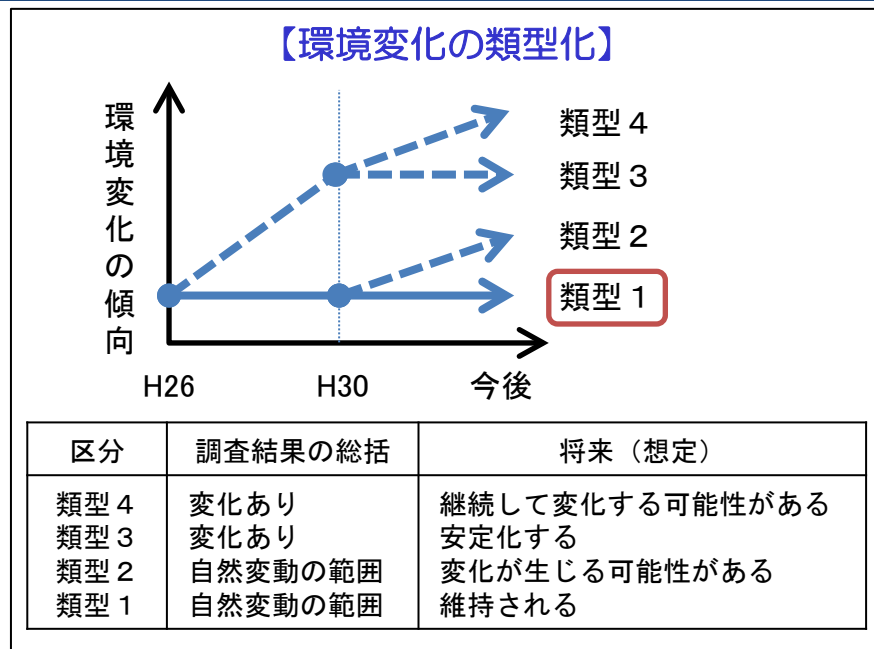 【環境変化の類型化】
環境変化の傾向
類型４
類型３
類型２
類型１
H26 H30 今後
区分 調査結果の総括 将来（想定）
類型４ 変化あり 継続して変化する可能性がある
類型３ 変化あり 安定化する
類型２ 自然変動の範囲 変化が生じる可能性がある
類型１ 自然変動の範囲 維持される